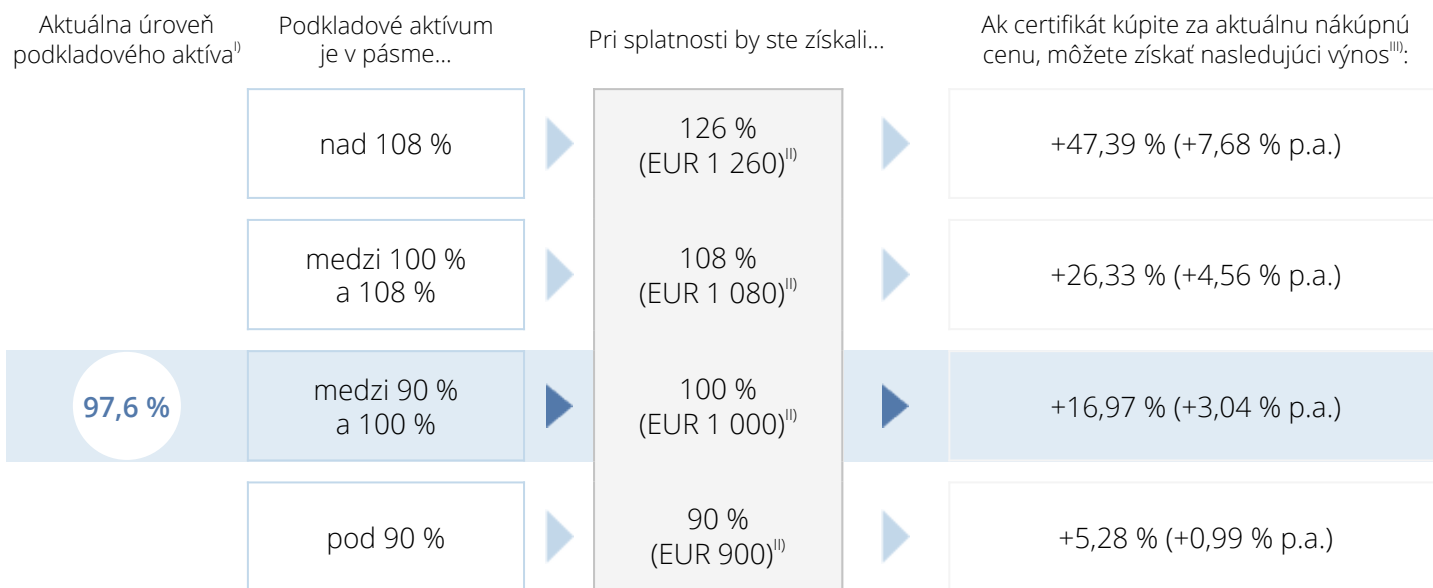 Aktuálna úroveň
podkladového aktíva I)
Podkladové aktívum
je v pásme...
Pri splatnosti by ste získali...
Ak certifikát kúpite za aktuálnu nákúpnú
cenu, môžete získať nasledujúci výnos III):
nad 108 %
126 %
(EUR 1 260) II)
+47,39 % (+7,68 % p.a.)
medzi 100 %
a 108 %
108 %
(EUR 1 080) II)
+26,33 % (+4,56 % p.a.)
97,6 %
medzi 90 %
a 100 %
100 %
(EUR 1 000) II)
+16,97 % (+3,04 % p.a.)
pod 90 %
90 %
(EUR 900) II)
+5,28 % (+0,99 % p.a.)